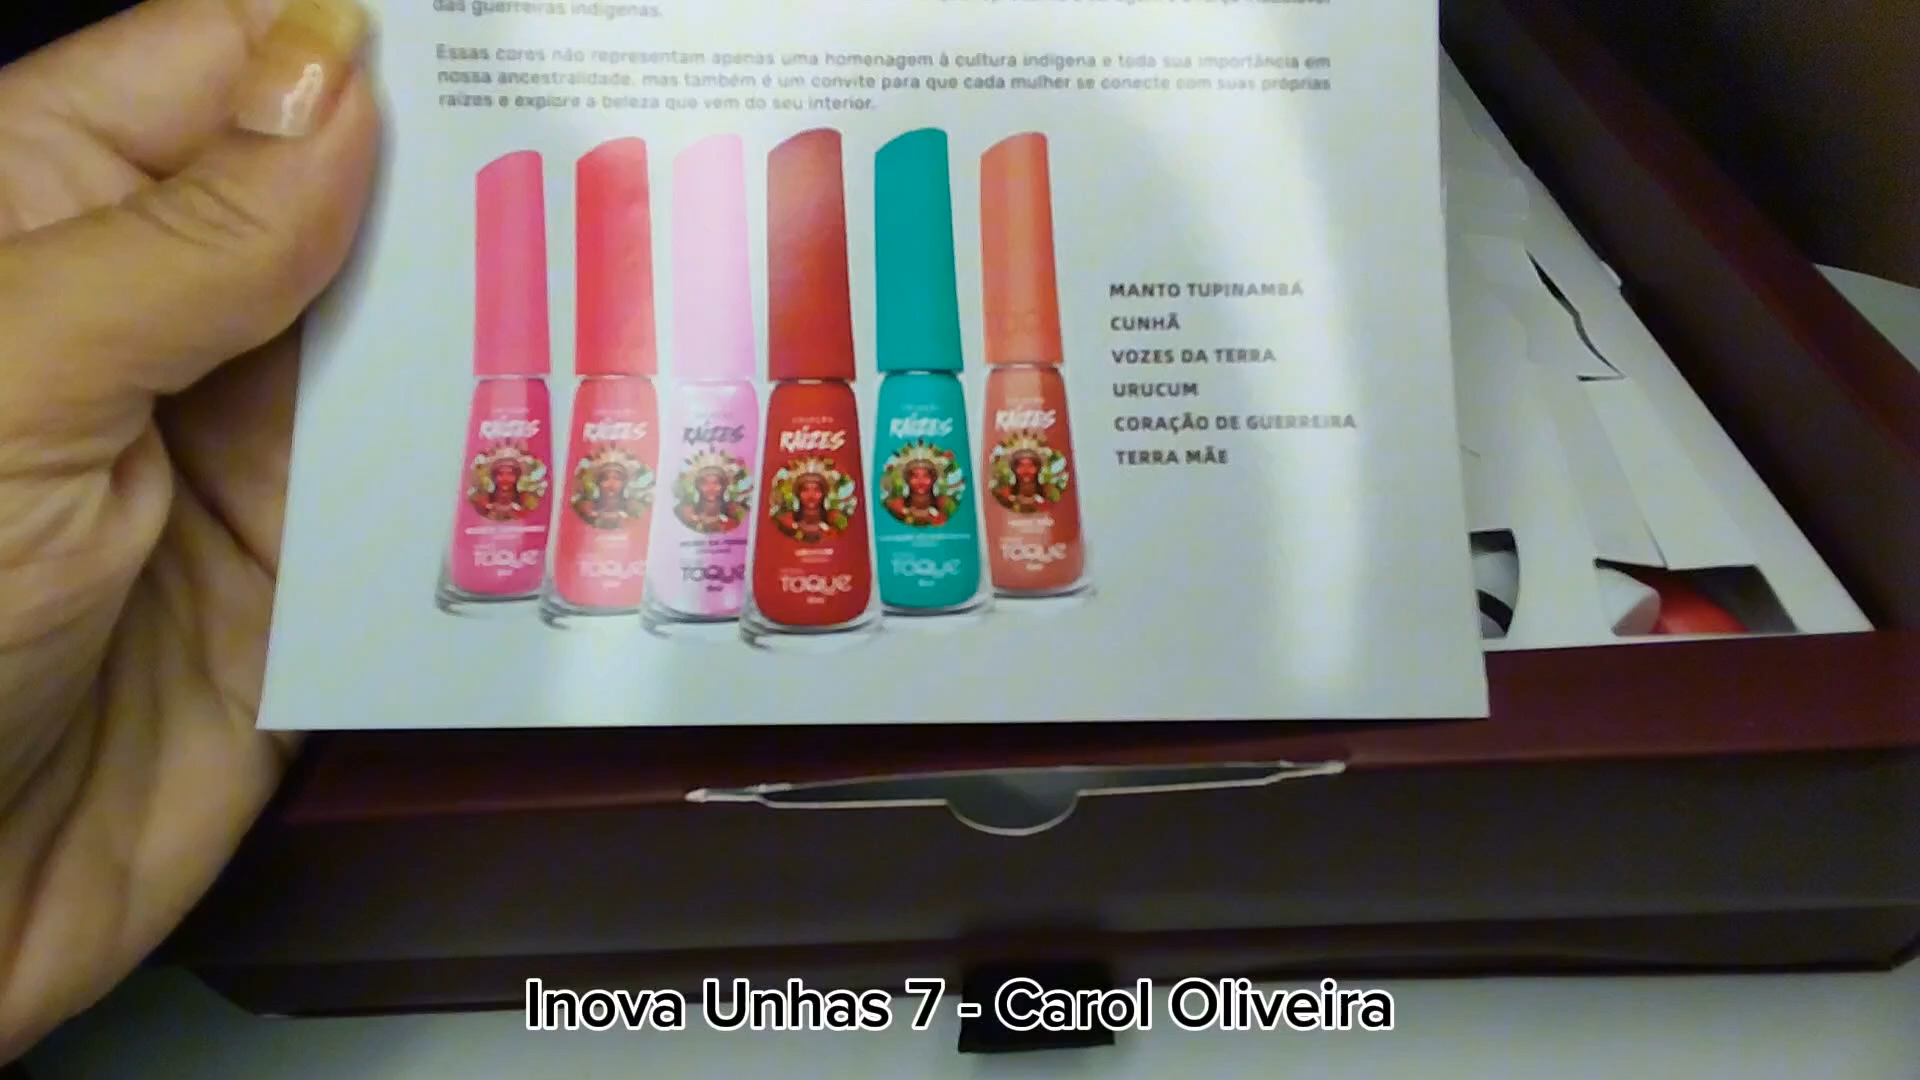 das guerreiras indígenas.
Essas cores não representam apenas uma homenagem à cultura indígena e toda sua importância em
nossa ancestralidade, mas também é um convite para que cada mulher se conecte com suas próprias
raízes e explore a beleza que vem do seu interior.
MANTO TUPINAMBÁ
CUNHÃ
VOZES DA TERRA
URUCUM
CORAÇÃO DE GUERREIRA
TERRA MÃE
RAÍZES
RAÍZES
RAÍZES
RAÍZES
RAÍZES
RAÍZES
TOQUE
TOQUE
TOQUE
TOQUE
TOQUE
TOQUE
Inova Unhas 7 - Carol Oliveira